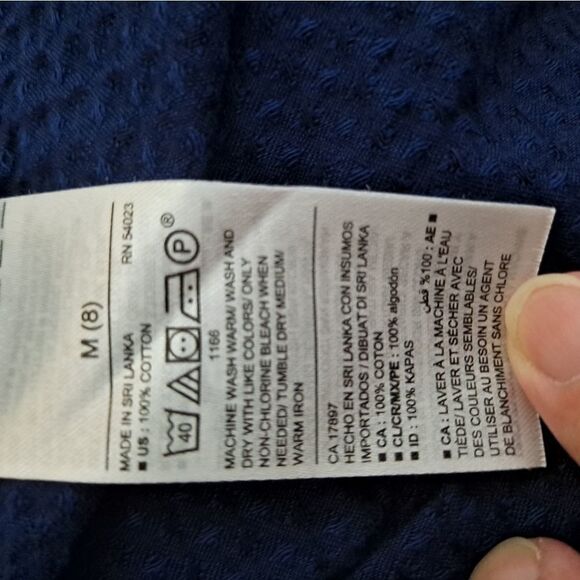 M (8)
MADE IN SRI LANKA RN 54023
■ US : 100% COTTON
40 P ®
1166
MACHINE WASH WARM/ WASH AND
DRY WITH LIKE COLORS/ ONLY
NON-CHLORINE BLEACH WHEN
NEEDED/ TUMBLE DRY MEDIUM/
WARM IRON
CA 17897
HECHO EN SRI LANKA CON INSUMOS
IMPORTADOS / DIBUAT DI SRI LANKA
■ CA : 100% COTON
■ CL/CR/MX/PE : 100% algodón
■ ID : 100% KAPAS
■ AE : 100% قطن
■ CA : LAVER À LA MACHINE À L'EAU
TIÈDE/ LAVER ET SÉCHER AVEC
DES COULEURS SEMBLABLES/
UTILISER AU BESOIN UN AGENT
DE BLANCHIMENT SANS CHLORE